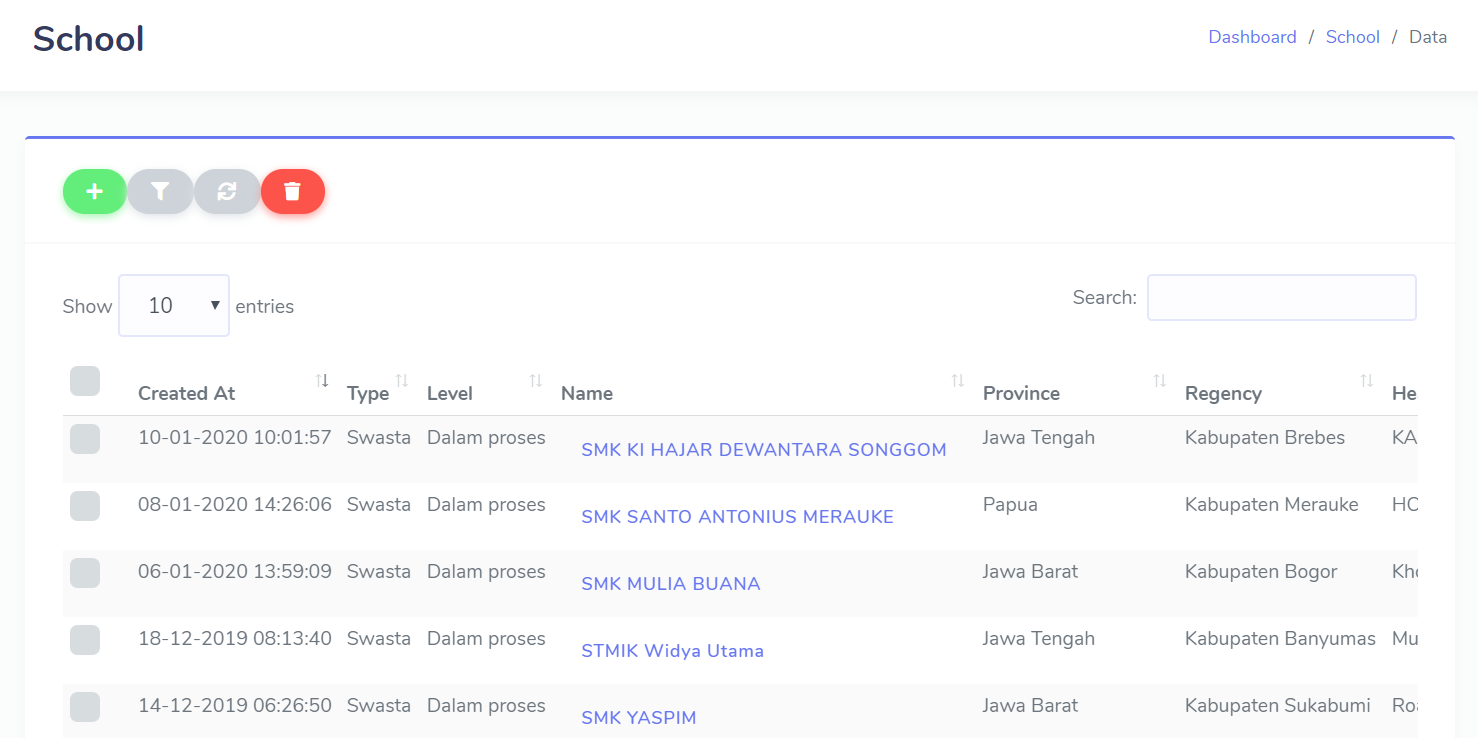 School
Dashboard / School / Data
Show 10 entries
Search:
Created At Type Level Name Province Regency He
10-01-2020 10:01:57 Swasta Dalam proses SMK KI HAJAR DEWANTARA SONGGOM Jawa Tengah Kabupaten Brebes KA
08-01-2020 14:26:06 Swasta Dalam proses SMK SANTO ANTONIUS MERAUKE Papua Kabupaten Merauke
06-01-2020 13:59:09 Swasta Dalam proses SMK MULIA BUANA Jawa Barat Kabupaten Bogor
18-12-2019 08:13:40 Swasta Dalam proses STMIK Widya Utama Jawa Tengah Kabupaten Banyumas Mu
14-12-2019 06:26:50 Swasta Dalam proses SMK YASPIM Jawa Barat Kabupaten Sukabumi